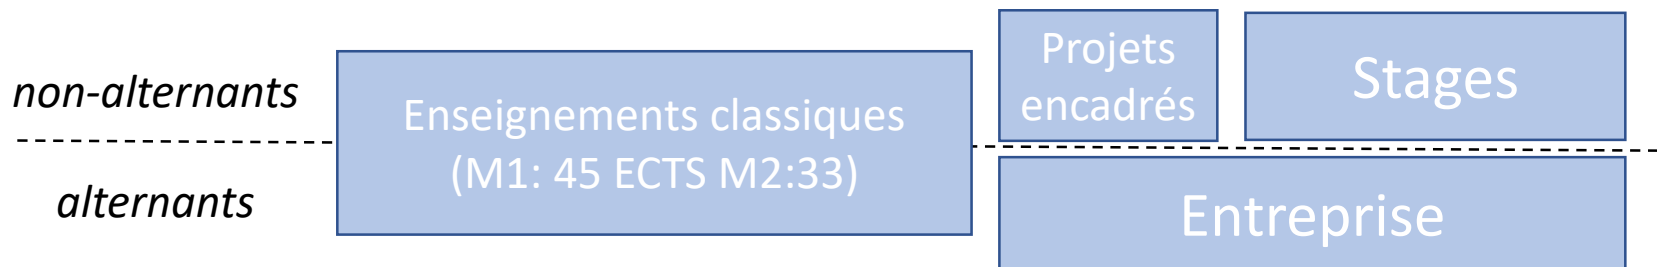 non-alternants
alternants
Enseignements classiques
(M1: 45 ECTS M2:33)
Projets
encadrés
Stages
Entreprise